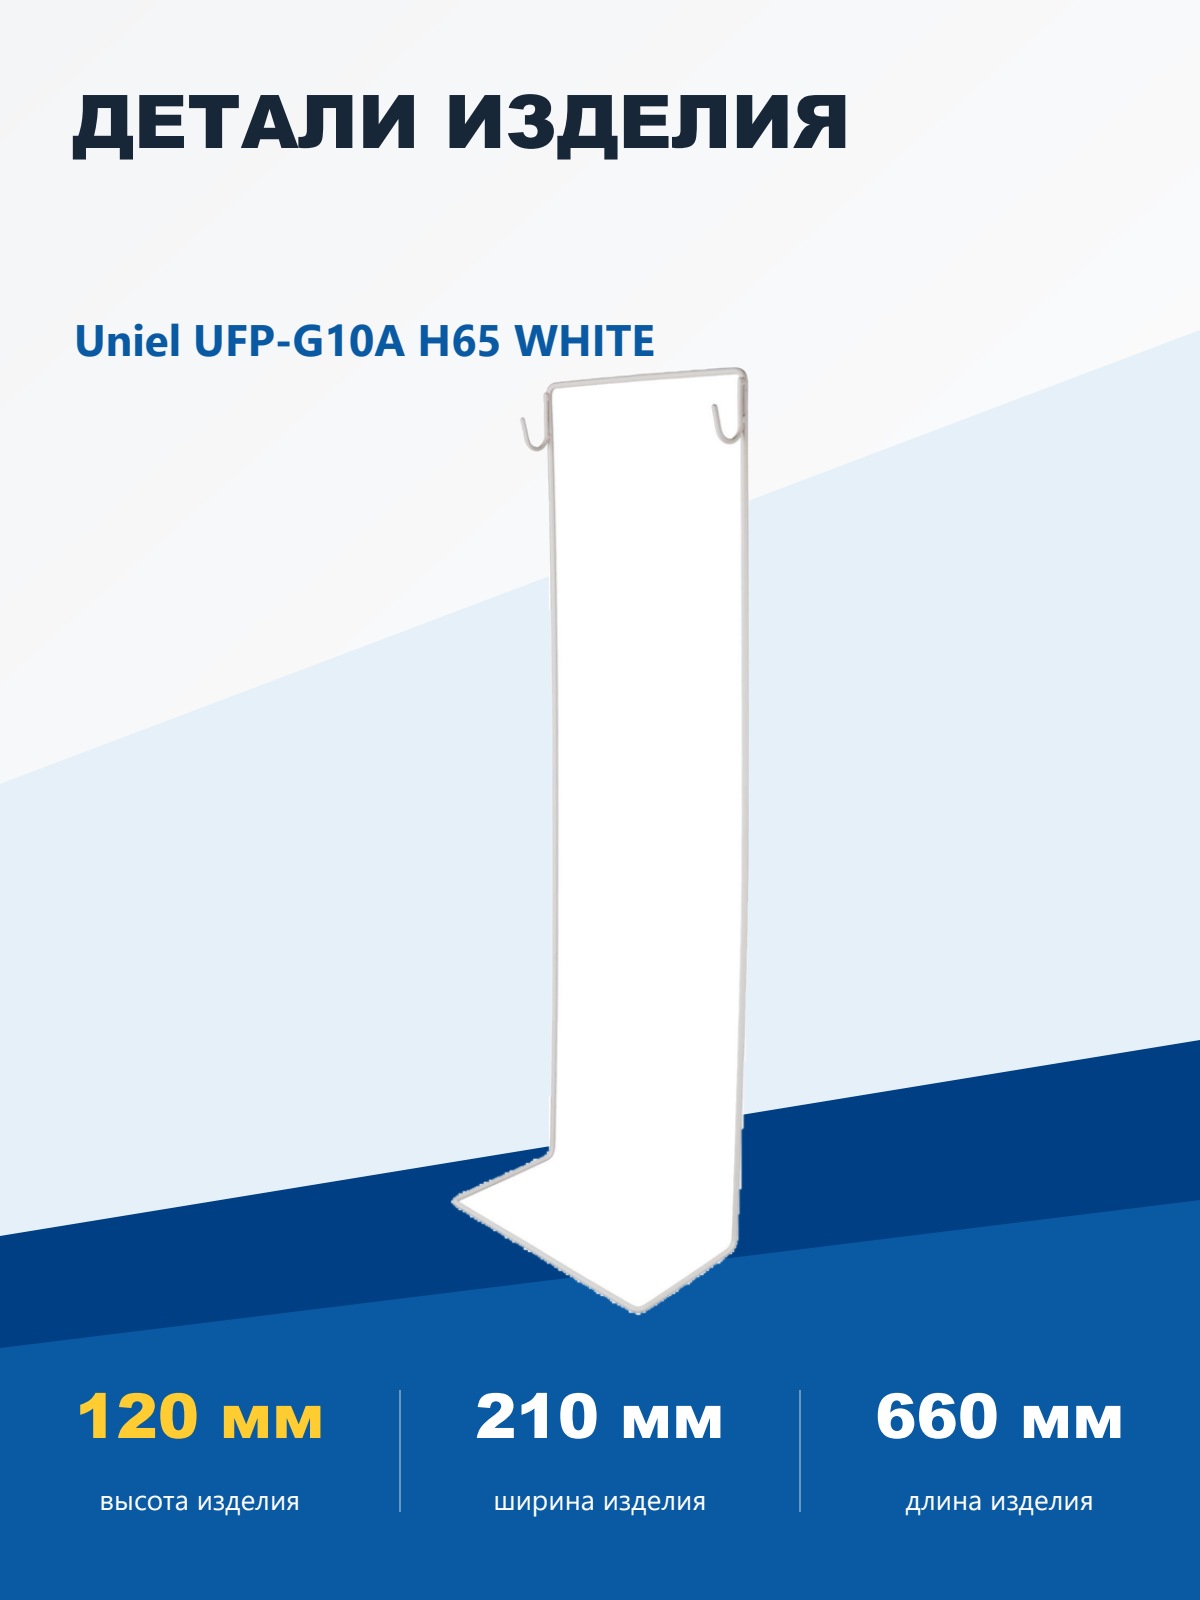 ДЕТАЛИ ИЗДЕЛИЯ
Uniel UFP-G10A H65 WHITE
120 мм
210 мм
660 мм
высота изделия
ширина изделия
длина изделия